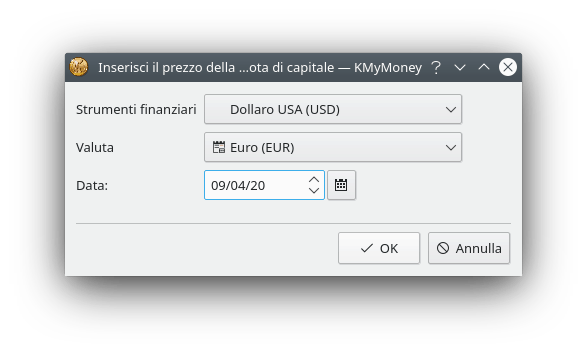 Inserisci il prezzo della ...ota di capitale — KMyMoney
Strumenti finanziari Dollaro USA (USD)
Valuta Euro (EUR)
Data: 09/04/20
OK Annulla